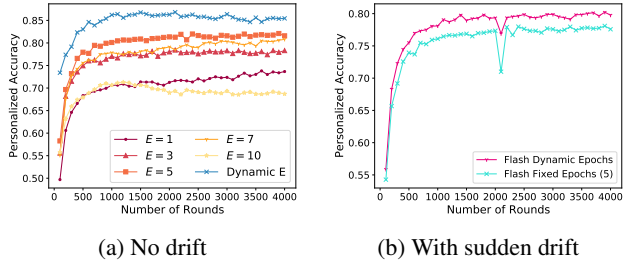 Personalized Accuracy
0.85
0.80
0.75
0.70
0.65
0.60
0.55
0.50
E = 1
E = 3
E = 5
E = 7
E = 10
Dynamic E
0 500 1000 1500 2000 2500 3000 3500 4000
Number of Rounds
(a) No drift
Personalized Accuracy
0.80
0.75
0.70
0.65
0.60
0.55
Flash Dynamic Epochs
Flash Fixed Epochs (5)
0 500 1000 1500 2000 2500 3000 3500 4000
Number of Rounds
(b) With sudden drift